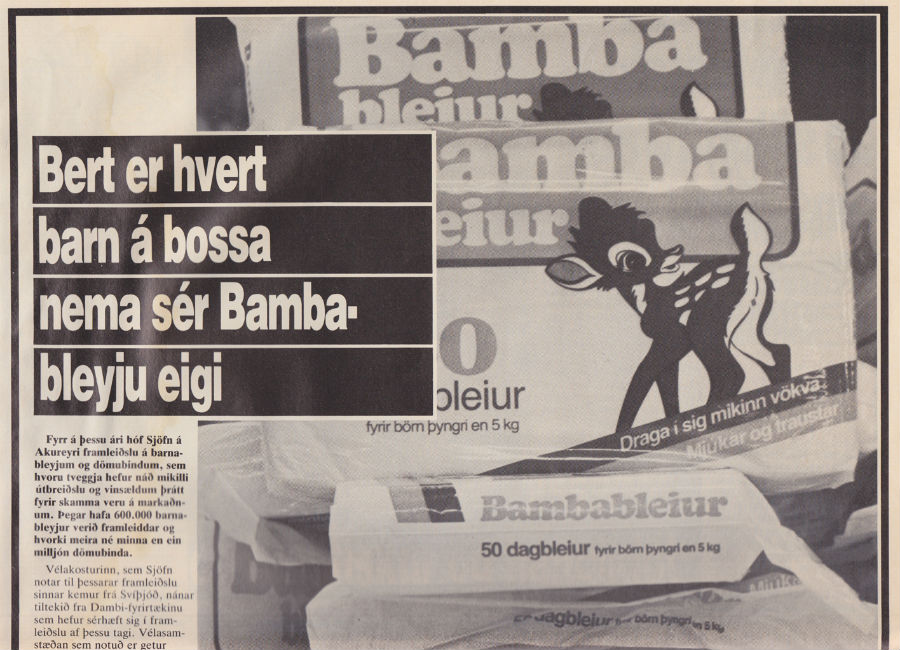 Bamba
bleiur
amba
eiur
Bert er hvert
barn á bossa
nema sér Bamba-
bleyju eigi
0
bleiur
fyrir börn þyngri en 5 kg
Draga í sig mikinn vökva
Mjúkar og traustar
Bambableiur
50 dagbleiur fyrir börn þyngri en 5 kg
dagbleiur fyrir börn þyngri en 5 kg
Fyrr á þessu ári hóf Sjöfn á
Akureyri framleiðslu á barna-
bleyjum og dömubindum, sem
hvoru tveggja hefur náð mikilli
útbreiðslu og vinsældum þrátt
fyrir skamma veru á markaðn-
um. Þegar hafa 600.000 barna-
bleyjur verið framleiddar og
hvorki meira né minna en ein
milljón dömubinda.
Vélakosturinn, sem Sjöfn
notar til þessarar framleiðslu
sinnar kemur frá Svíþjóð, nánar
tiltekið frá Dambi-fyrirtækinu
sem hefur sérhæft sig í fram-
leiðslu af þessu tagi. Vélasam-
stæðan sem notuð er getur